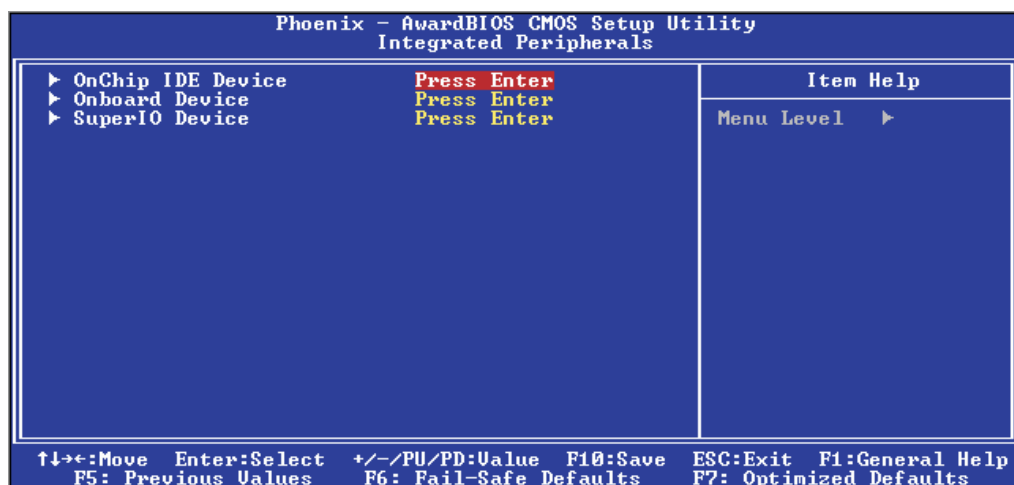 Phoenix - AwardBIOS CMOS Setup Utility
Integrated Peripherals
▶ OnChip IDE Device Press Enter
▶ Onboard Device Press Enter
▶ SuperIO Device Press Enter
Item Help
Menu Level ▶
↑↓→←:Move Enter:Select +/-/PU/PD:Value F10:Save ESC:Exit F1:General Help
F5: Previous Values F6: Fail-Safe Defaults F7: Optimized Defaults